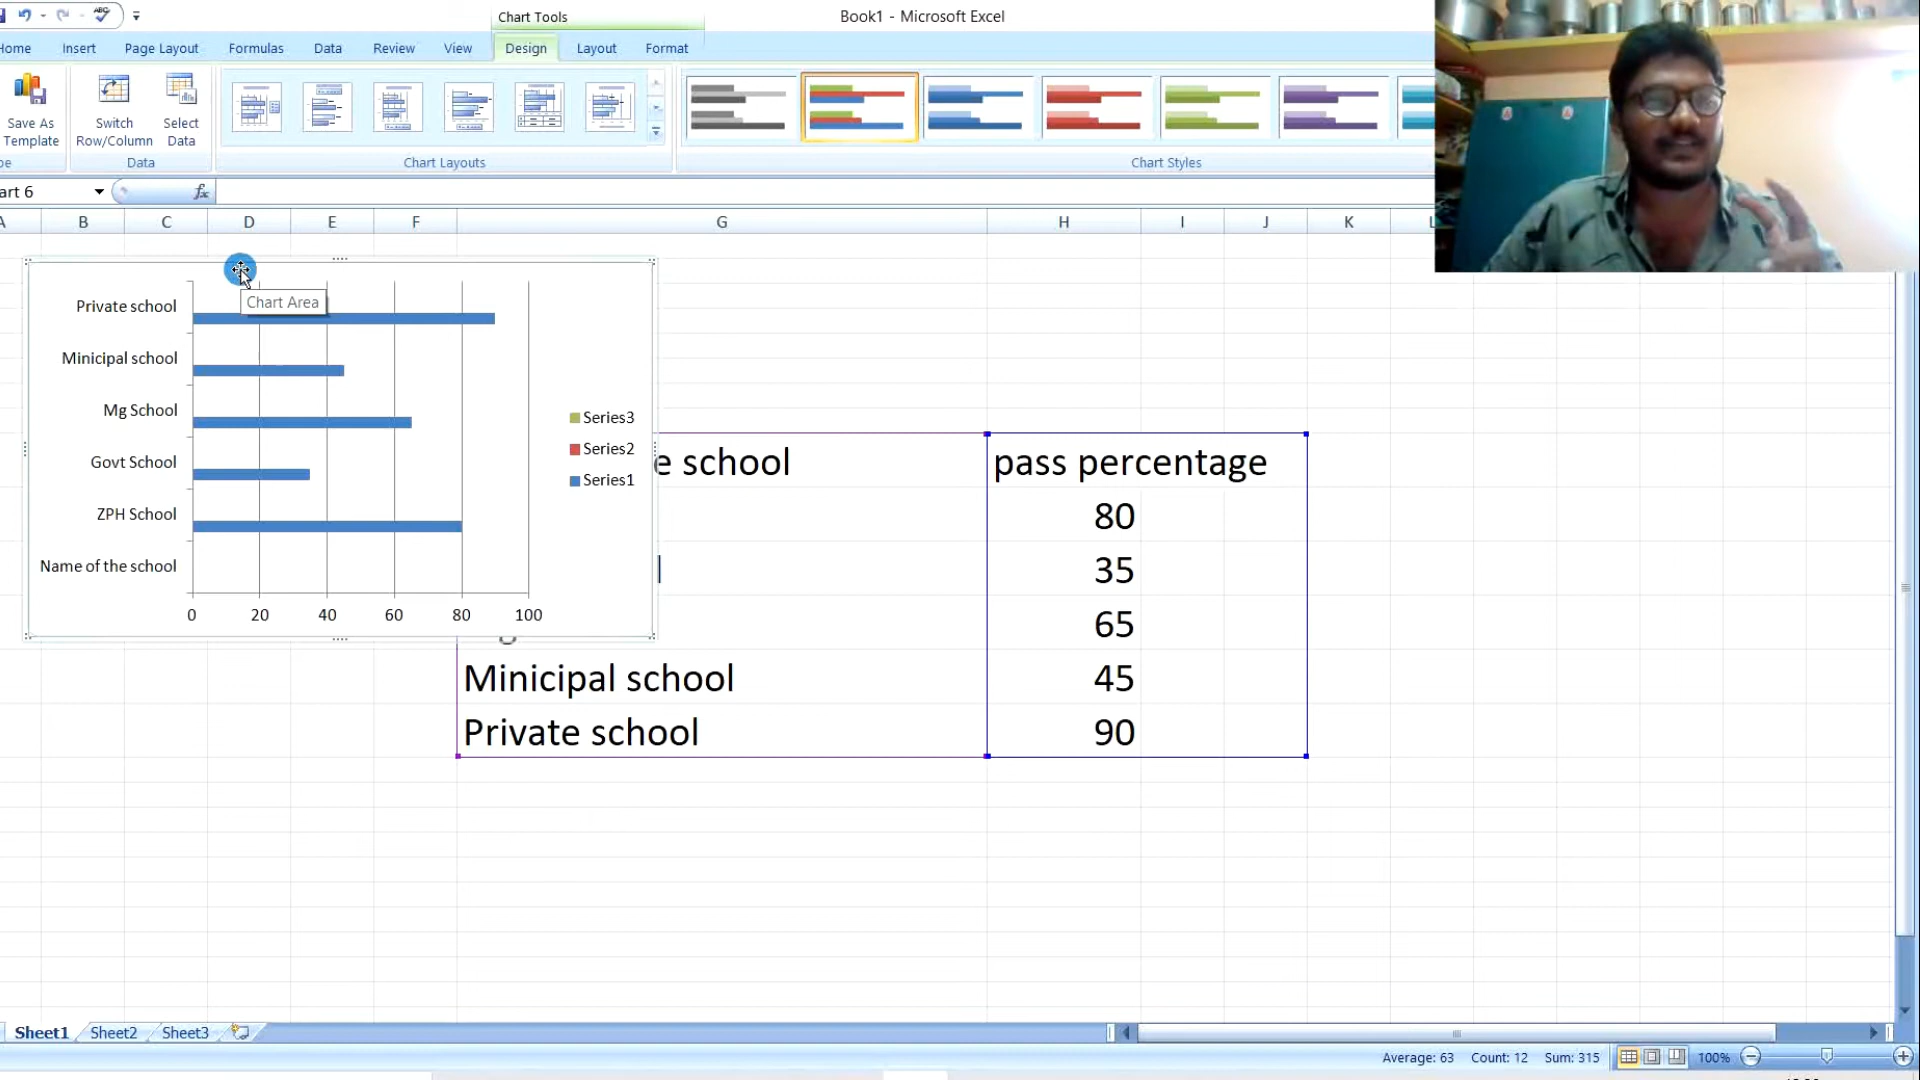 Chart Tools
Book1 - Microsoft Excel
Home Insert Page Layout Formulas Data Review View Design Layout Format
Save As Template
Switch Row/Column
Select Data
Data
Chart Layouts
Chart Styles
art 6
fx
A B C D E F G H I J K L
Chart Area
Private school
Minicipal school
Mg School
Govt School
ZPH School
Name of the school
0 20 40 60 80 100
Series3
Series2
Series1
e school pass percentage
80
35
65
Minicipal school 45
Private school 90
Sheet1 Sheet2 Sheet3
Average: 63 Count: 12 Sum: 315 100%